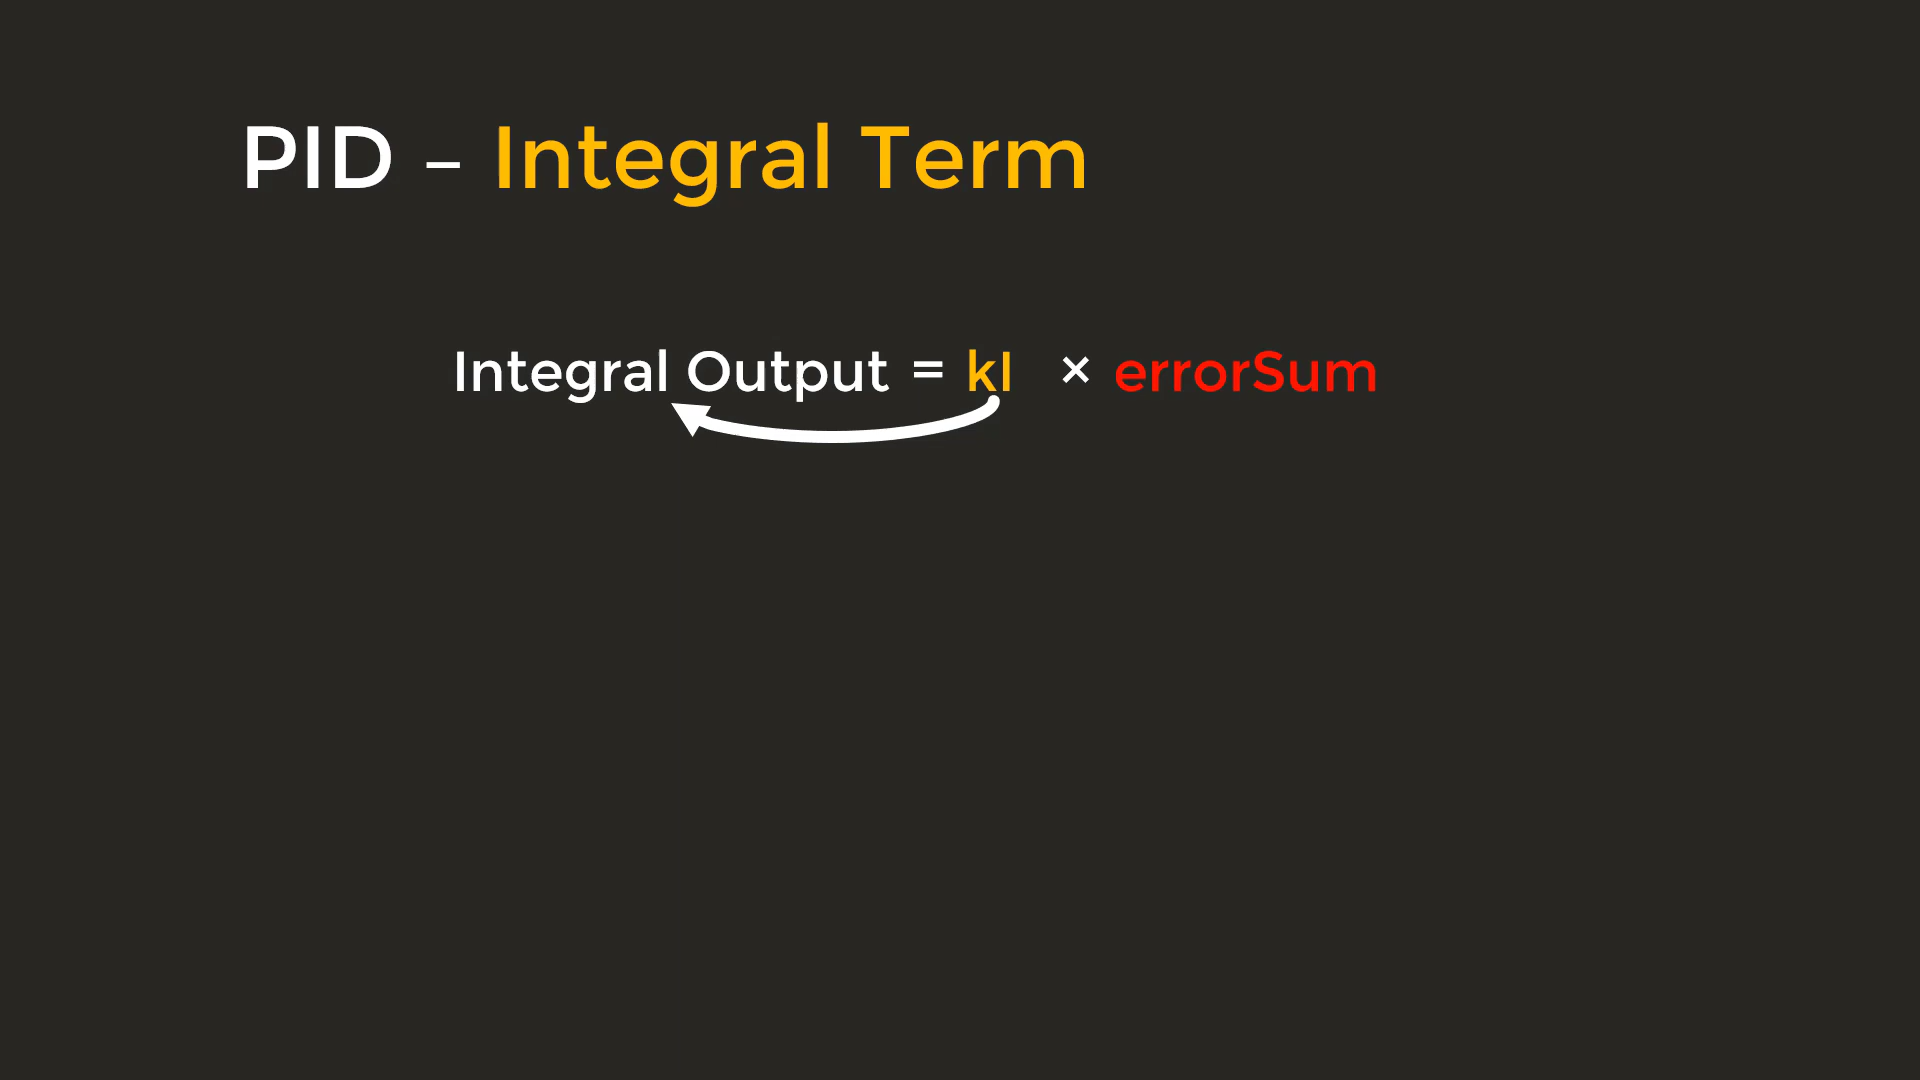 PID – Integral Term
Integral Output = kI × errorSum